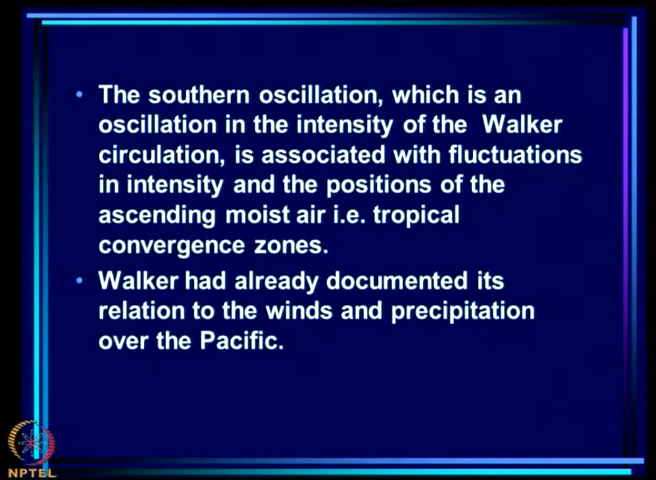 • The southern oscillation, which is an
oscillation in the intensity of the Walker
circulation, is associated with fluctuations
in intensity and the positions of the
ascending moist air i.e. tropical
convergence zones.
• Walker had already documented its
relation to the winds and precipitation
over the Pacific.
NPTEL